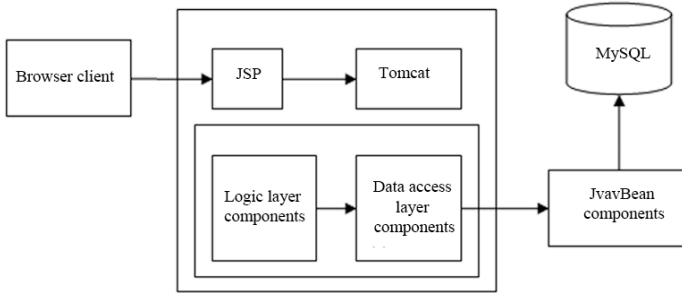 Browser client
JSP
Tomcat
MySQL
Logic layer
components
Data access
layer
components
JvavBean
components